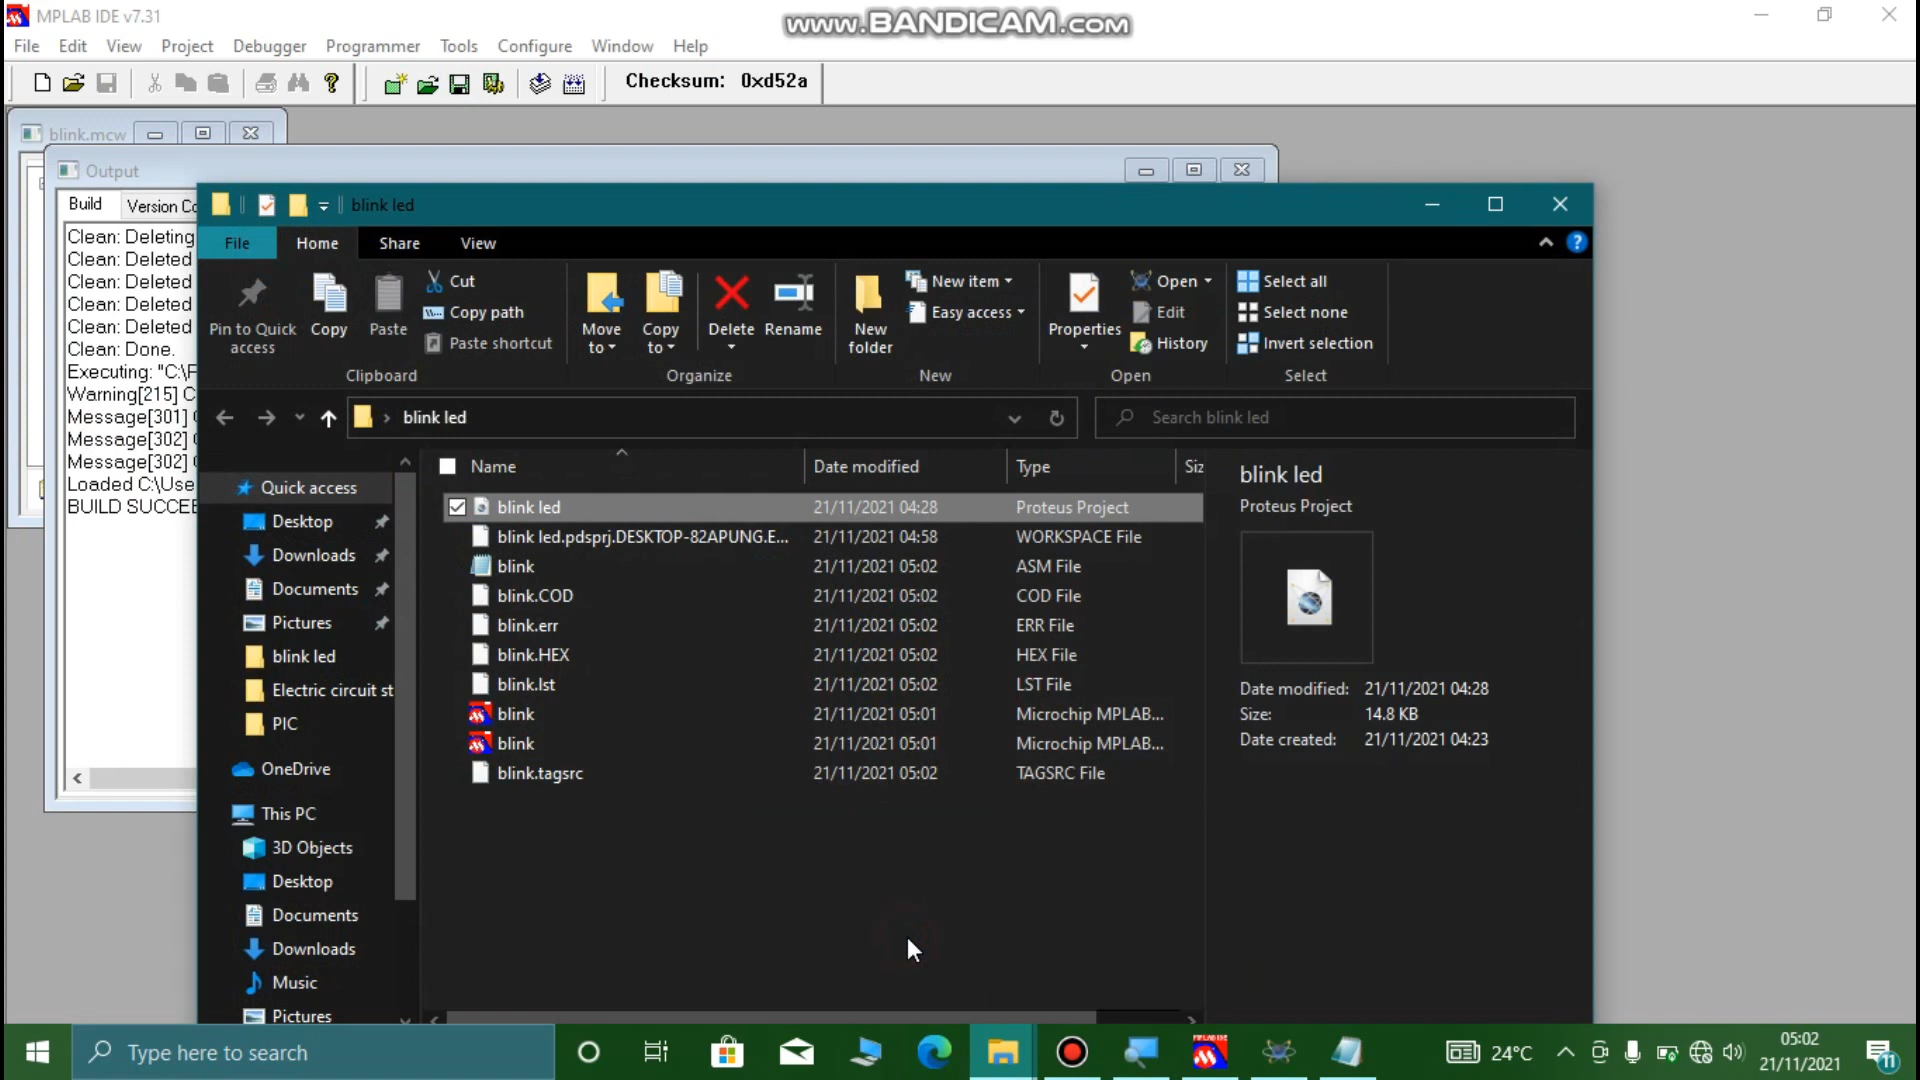 MPLAB IDE v7.31
www.BANDICAM.com
File Edit View Project Debugger Programmer Tools Configure Window Help
Checksum: 0xd52a
blink.mcw
Output
Build Version Co
Clean: Deleting
Clean: Deleted
Clean: Deleted
Clean: Deleted
Clean: Deleted
Clean: Done.
Executing: "C:\F
Warning[215] C
Message[301]
Message[302]
Message[302]
Loaded C:\Use
BUILD SUCCEE
blink led
File Home Share View
Pin to Quick access
Copy
Paste
Cut
Copy path
Paste shortcut
Clipboard
Move to
Copy to
Delete
Rename
Organize
New folder
New item
Easy access
New
Properties
Open
Edit
History
Open
Select all
Select none
Invert selection
Select
blink led
Search blink led
Quick access
Desktop
Downloads
Documents
Pictures
blink led
Electric circuit st
PIC
OneDrive
This PC
3D Objects
Desktop
Documents
Downloads
Music
Pictures
Name Date modified Type Siz
blink led 21/11/2021 04:28 Proteus Project
blink led.pdsprj.DESKTOP-82APUNG.E... 21/11/2021 04:58 WORKSPACE File
blink 21/11/2021 05:02 ASM File
blink.COD 21/11/2021 05:02 COD File
blink.err 21/11/2021 05:02 ERR File
blink.HEX 21/11/2021 05:02 HEX File
blink.lst 21/11/2021 05:02 LST File
blink 21/11/2021 05:01 Microchip MPLAB...
blink 21/11/2021 05:01 Microchip MPLAB...
blink.tagsrc 21/11/2021 05:02 TAGSRC File
blink led
Proteus Project
Date modified: 21/11/2021 04:28
Size: 14.8 KB
Date created: 21/11/2021 04:23
Type here to search
24°C
05:02
21/11/2021
11